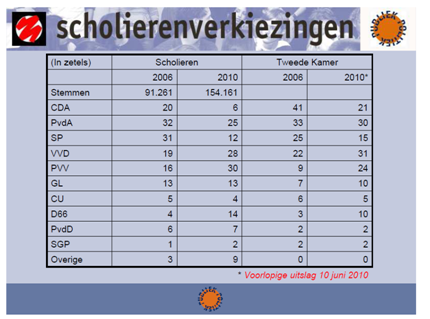 scholierenverkiezingen
(In zetels) Scholieren Tweede Kamer
2006 2010 2006 2010*
Stemmen 91.261 154.161
CDA 20 6 41 21
PvdA 32 25 33 30
SP 31 12 25 15
VVD 19 28 22 31
PVV 16 30 9 24
GL 13 13 7 10
CU 5 4 6 5
D66 4 14 3 10
PvdD 6 7 2 2
SGP 1 2 2 2
Overige 3 9 0 0
* Voorlopige uitslag 10 juni 2010